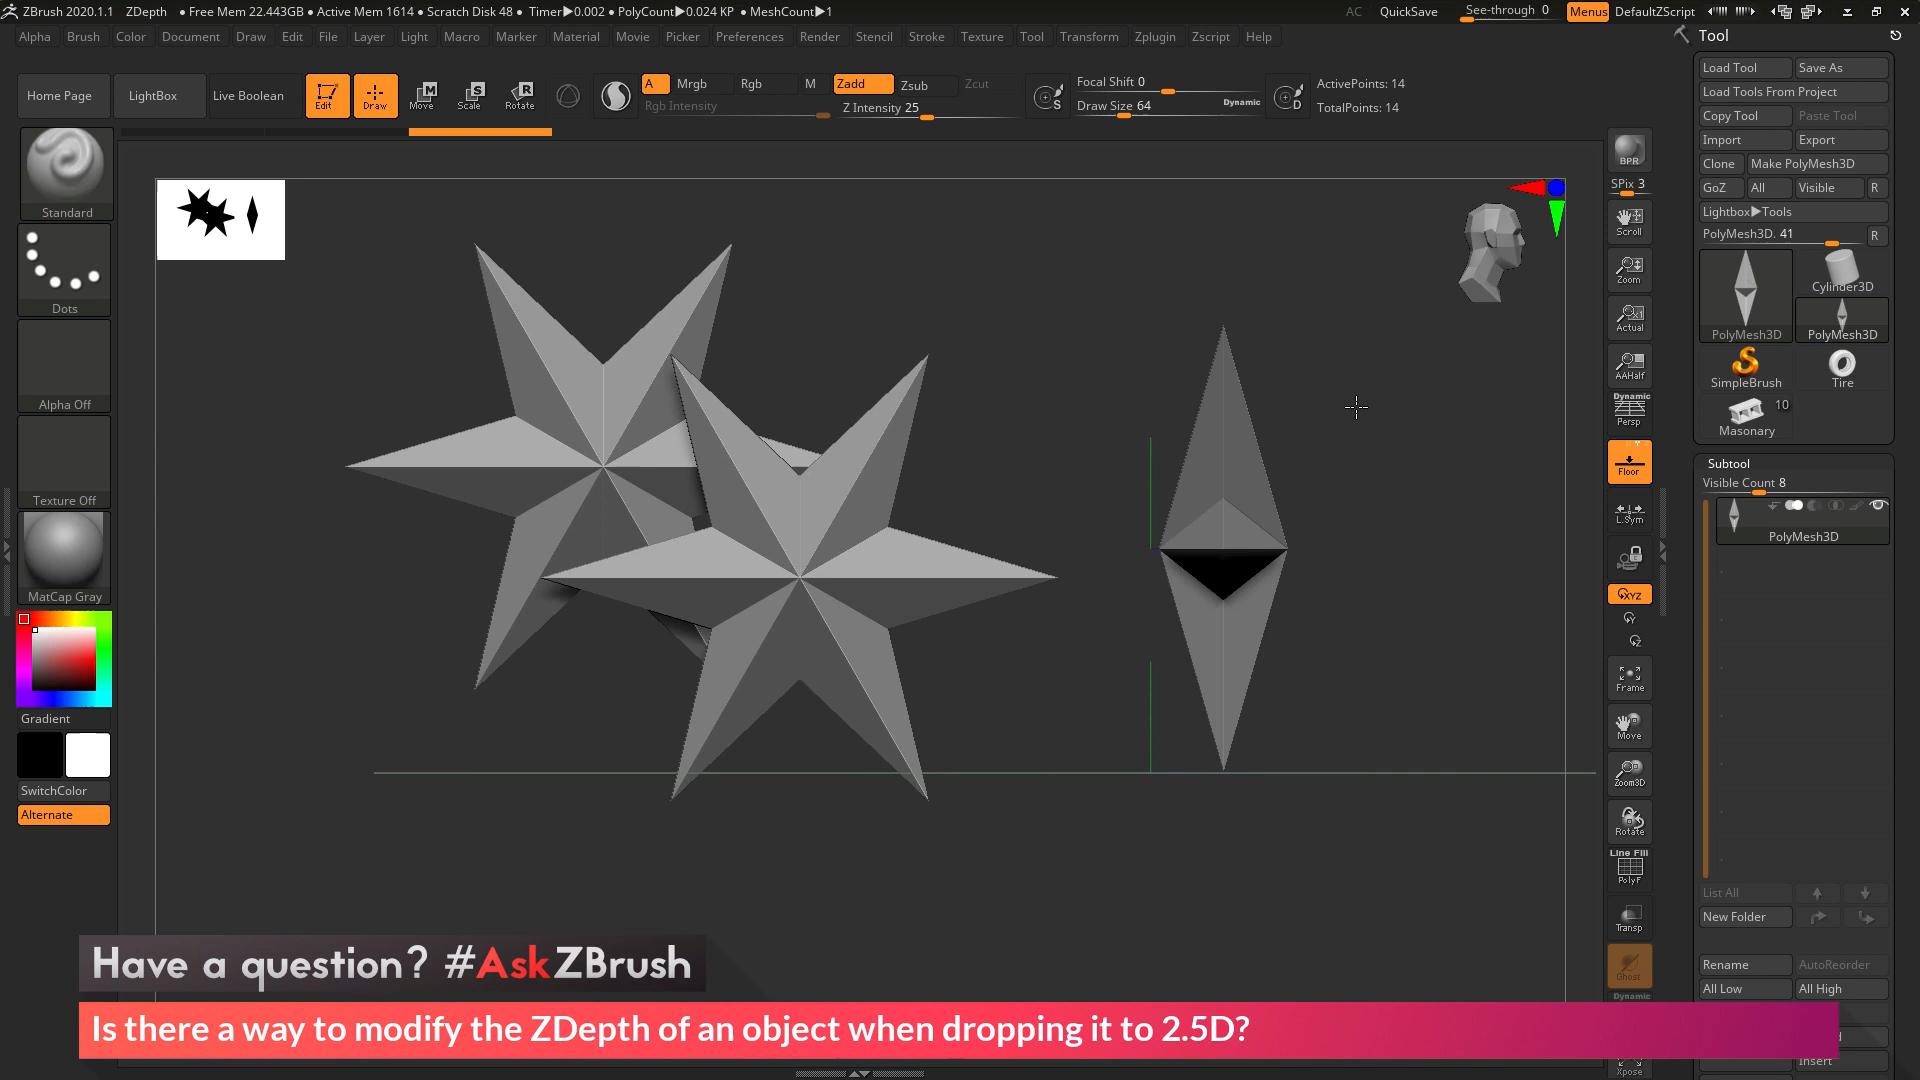 ZBrush 2020.1.1 ZDepth • Free Mem 22.443GB • Active Mem 1614 • Scratch Disk 48 • Timer▶0.002 • PolyCount▶0.024 KP • MeshCount▶1 AC QuickSave See-through 0 Menus DefaultZScript
Alpha Brush Color Document Draw Edit File Layer Light Macro Marker Material Movie Picker Preferences Render Stencil Stroke Texture Tool Transform Zplugin Zscript Help
Home Page LightBox Live Boolean Edit Draw Move Scale Rotate
M S R
A Mrgb Rgb M Zadd Zsub Zcut
Rgb Intensity Z Intensity 25
S Focal Shift 0
Draw Size 64 Dynamic
D ActivePoints: 14
TotalPoints: 14
Standard
Dots
Alpha Off
Texture Off
MatCap Gray
Gradient
SwitchColor
Alternate
BPR
SPix 3
Scroll
Zoom
Actual
AAHalf
Dynamic
Persp
Floor
L.Sym
XYZ
Y
Z
Frame
Move
Zoom3D
Rotate
Line Fill
PolyF
Transp
Ghost
Dynamic
Xpose
Tool
Load Tool Save As
Load Tools From Project
Copy Tool Paste Tool
Import Export
Clone Make PolyMesh3D
GoZ All Visible R
Lightbox▶Tools
PolyMesh3D. 41 R
PolyMesh3D Cylinder3D
PolyMesh3D
SimpleBrush Tire
10
Masonary
Subtool
Visible Count 8
PolyMesh3D
List All
New Folder
Rename AutoReorder
All Low All High
Insert
Have a question? #AskZBrush
Is there a way to modify the ZDepth of an object when dropping it to 2.5D?